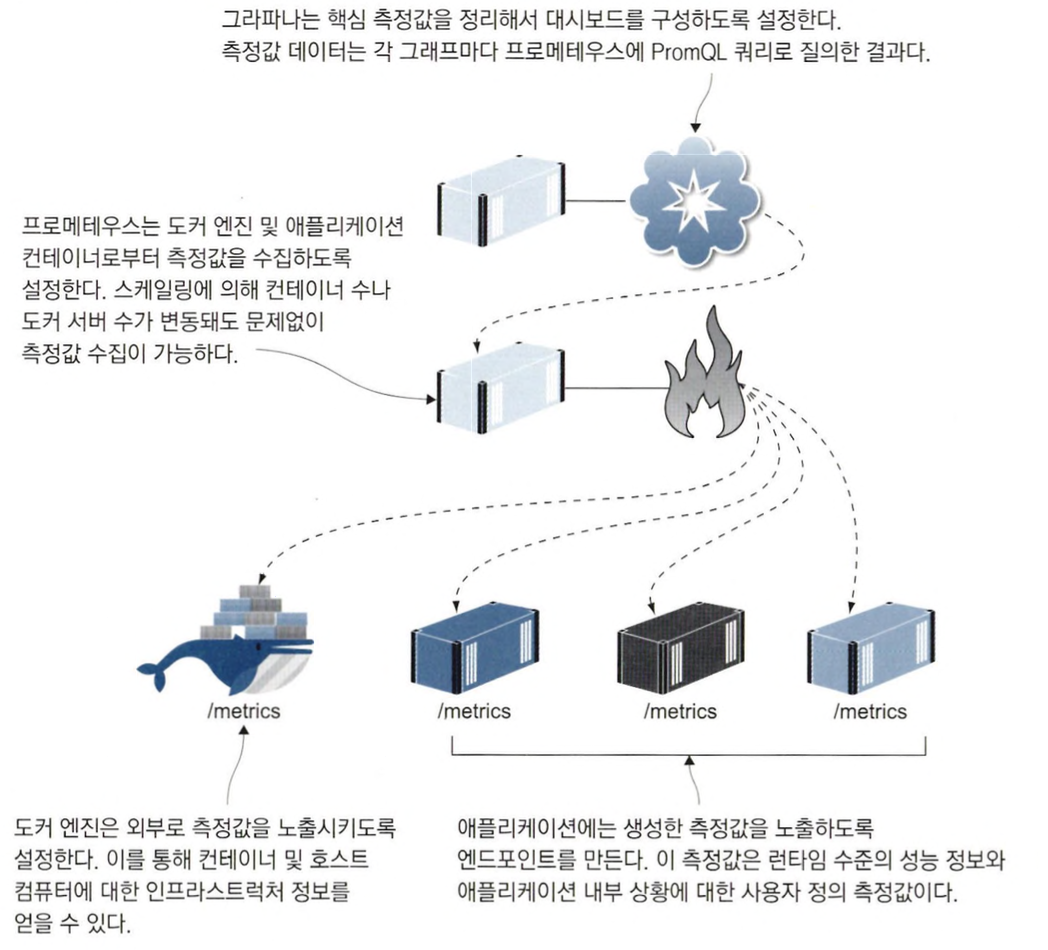 그라파나는 핵심 측정값을 정리해서 대시보드를 구성하도록 설정한다.
측정값 데이터는 각 그래프마다 프로메테우스에 PromQL 쿼리로 질의한 결과다.
프로메테우스는 도커 엔진 및 애플리케이션
컨테이너로부터 측정값을 수집하도록
설정한다. 스케일링에 의해 컨테이너 수나
도커 서버 수가 변동돼도 문제없이
측정값 수집이 가능하다.
/metrics
/metrics
/metrics
/metrics
도커 엔진은 외부로 측정값을 노출시키도록
설정한다. 이를 통해 컨테이너 및 호스트
컴퓨터에 대한 인프라스트럭처 정보를
얻을 수 있다.
애플리케이션에는 생성한 측정값을 노출하도록
엔드포인트를 만든다. 이 측정값은 런타임 수준의 성능 정보와
애플리케이션 내부 상황에 대한 사용자 정의 측정값이다.